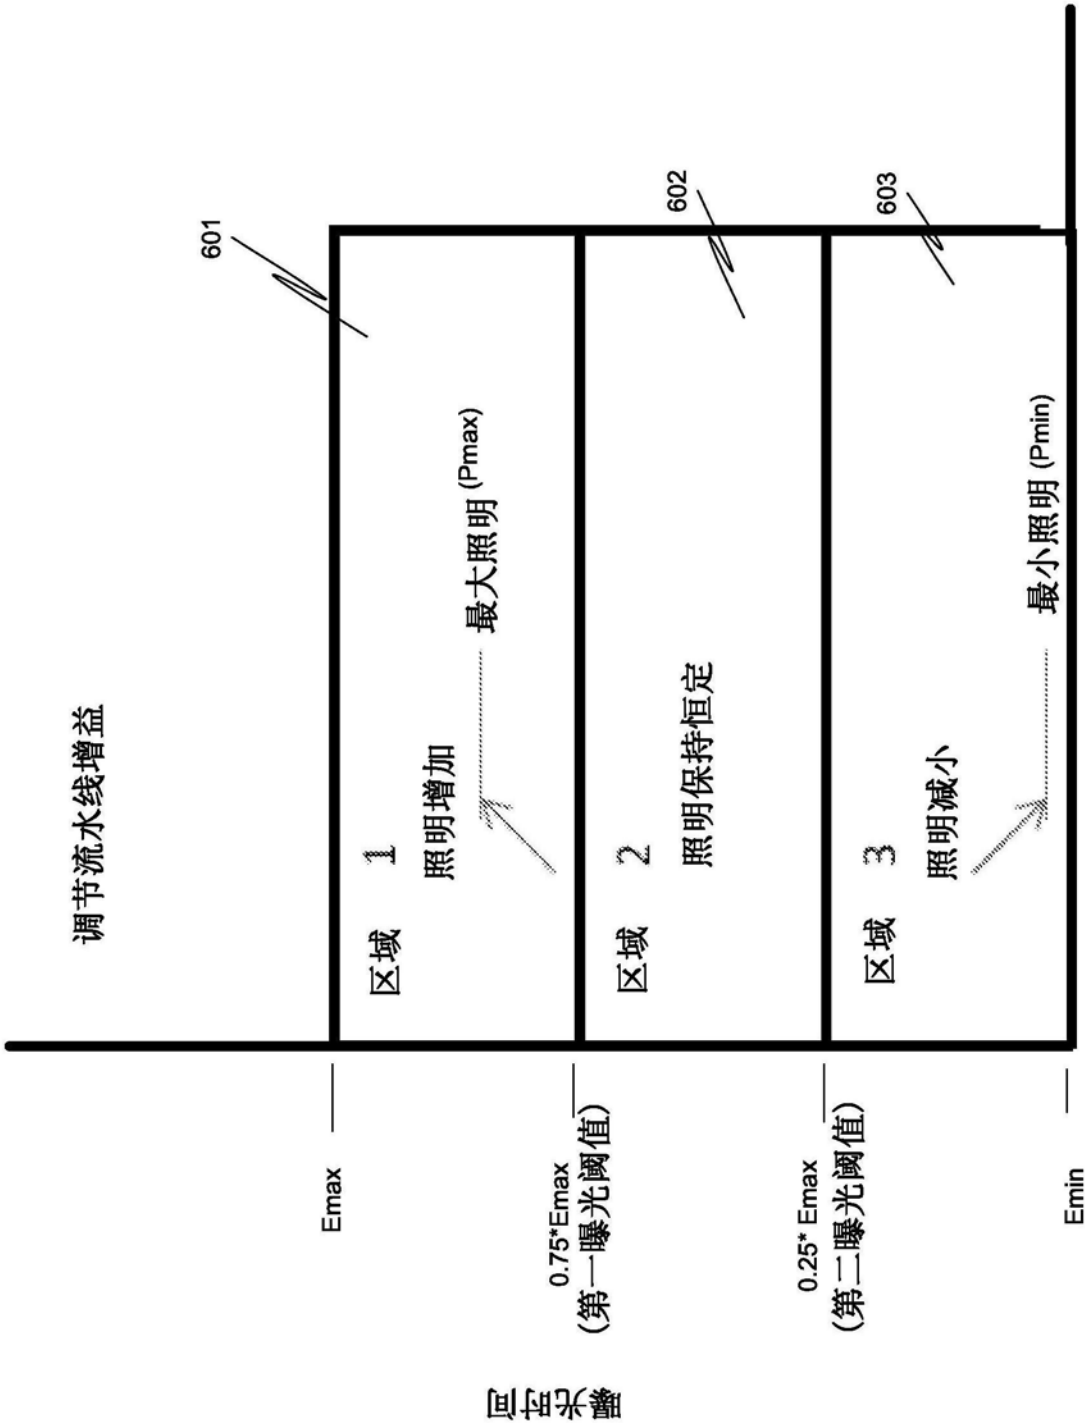 调节流水线增益
601
Emax
区域 1
照明增加
最大照明 (Pmax)
0.75*Emax
(第一曝光阈值)
602
区域 2
照明保持恒定
0.25* Emax
(第二曝光阈值)
603
区域 3
照明减小
最小照明 (Pmin)
Emin
曝光时间